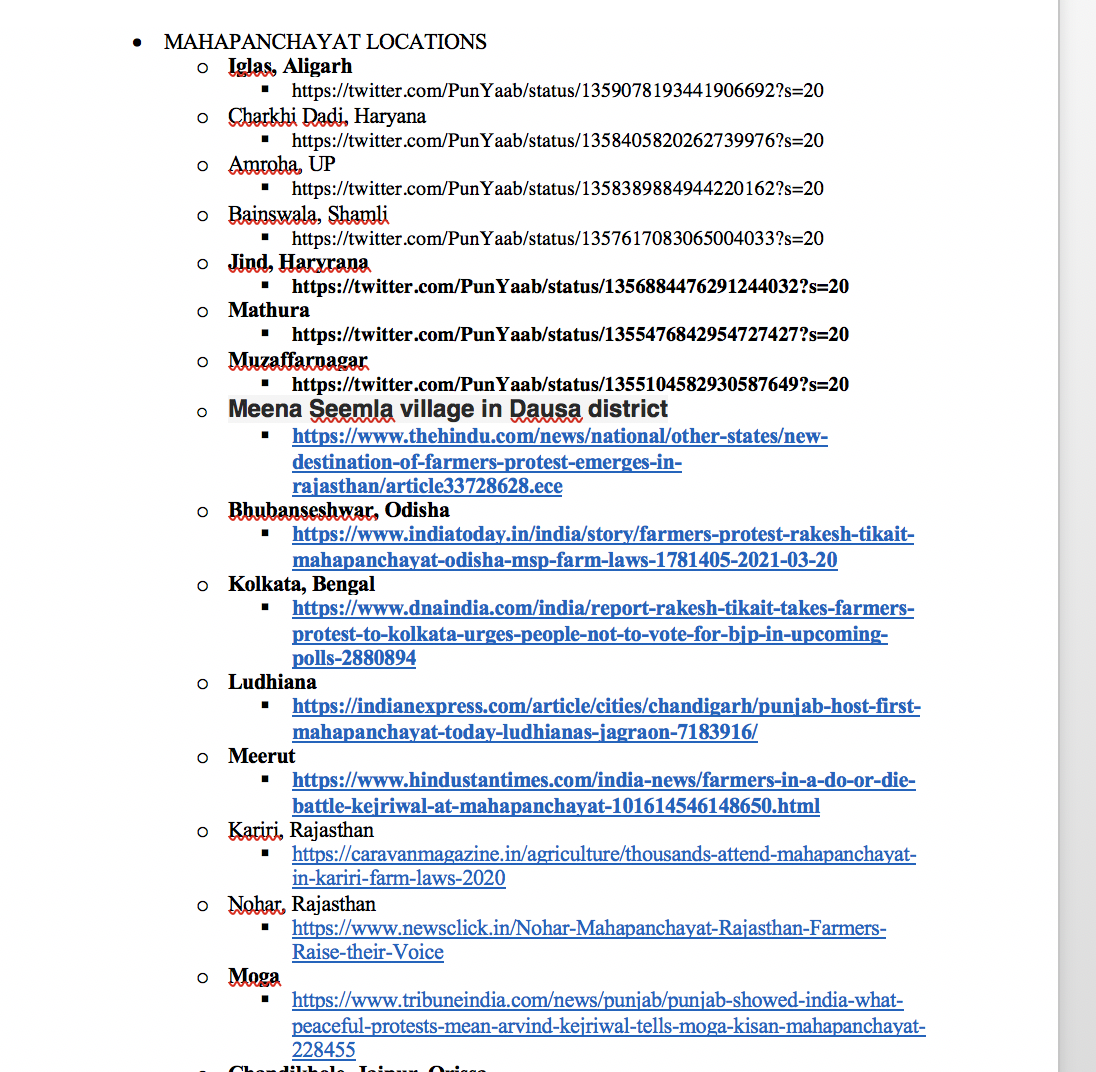 • MAHAPANCHAYAT LOCATIONS
o Iglas, Aligarh
▪ https://twitter.com/PunYaab/status/1359078193441906692?s=20
o Charkhi Dadi, Haryana
▪ https://twitter.com/PunYaab/status/1358405820262739976?s=20
o Amroha, UP
▪ https://twitter.com/PunYaab/status/1358389884944220162?s=20
o Bainswala, Shamli
▪ https://twitter.com/PunYaab/status/1357617083065004033?s=20
o Jind, Haryrana
▪ https://twitter.com/PunYaab/status/1356884476291244032?s=20
o Mathura
▪ https://twitter.com/PunYaab/status/1355476842954727427?s=20
o Muzaffarnagar
▪ https://twitter.com/PunYaab/status/1355104582930587649?s=20
o Meena Seemla village in Dausa district
▪ https://www.thehindu.com/news/national/other-states/new-
destination-of-farmers-protest-emerges-in-
rajasthan/article33728628.ece
o Bhubanseshwar, Odisha
▪ https://www.indiatoday.in/india/story/farmers-protest-rakesh-tikait-
mahapanchayat-odisha-msp-farm-laws-1781405-2021-03-20
o Kolkata, Bengal
▪ https://www.dnaindia.com/india/report-rakesh-tikait-takes-farmers-
protest-to-kolkata-urges-people-not-to-vote-for-bjp-in-upcoming-
polls-2880894
o Ludhiana
▪ https://indianexpress.com/article/cities/chandigarh/punjab-host-first-
mahapanchayat-today-ludhianas-jagraon-7183916/
o Meerut
▪ https://www.hindustantimes.com/india-news/farmers-in-a-do-or-die-
battle-kejriwal-at-mahapanchayat-101614546148650.html
o Kariri, Rajasthan
▪ https://caravanmagazine.in/agriculture/thousands-attend-mahapanchayat-
in-kariri-farm-laws-2020
o Nohar, Rajasthan
▪ https://www.newsclick.in/Nohar-Mahapanchayat-Rajasthan-Farmers-
Raise-their-Voice
o Moga
▪ https://www.tribuneindia.com/news/punjab/punjab-showed-india-what-
peaceful-protests-mean-arvind-kejriwal-tells-moga-kisan-mahapanchayat-
228455